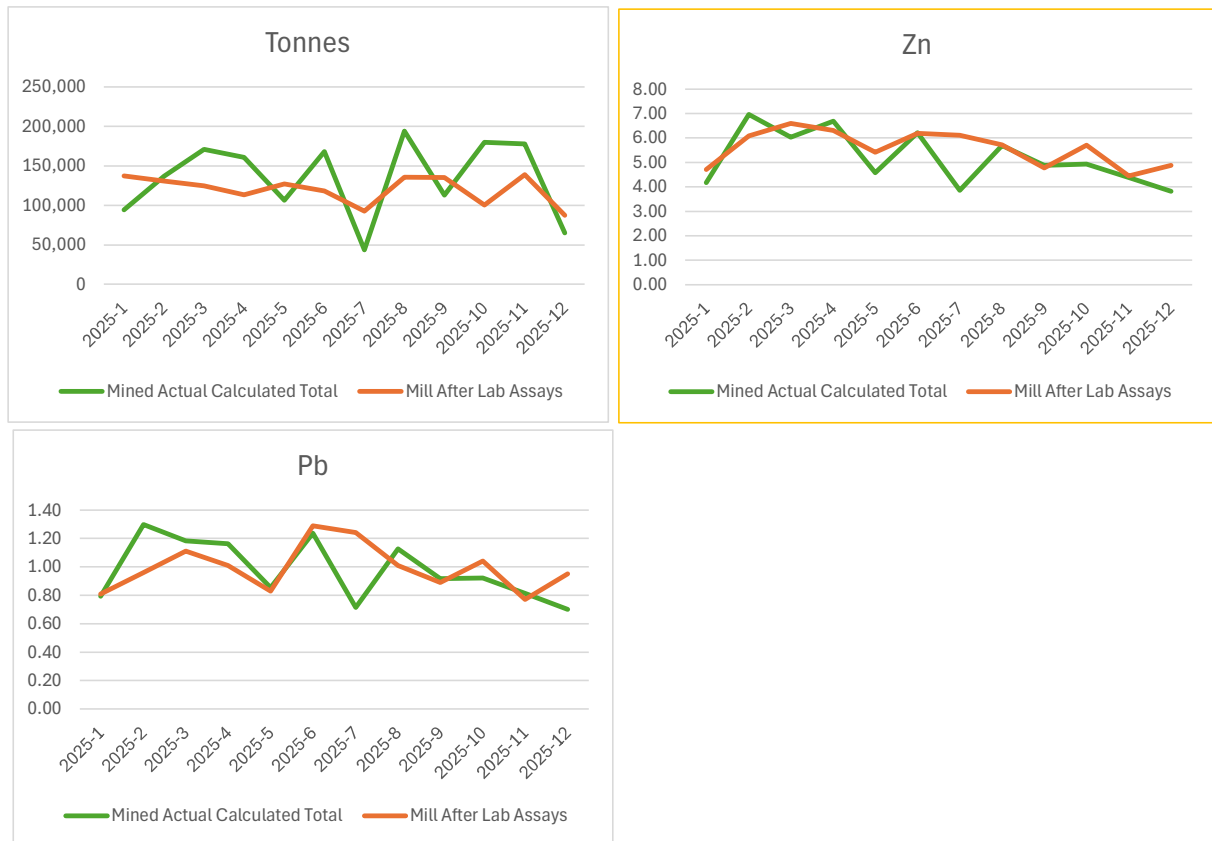 Tonnes
250,000
200,000
150,000
100,000
50,000
0
2025-1 2025-2 2025-3 2025-4 2025-5 2025-6 2025-7 2025-8 2025-9 2025-10 2025-11 2025-12
Mined Actual Calculated Total Mill After Lab Assays
Zn
8.00
7.00
6.00
5.00
4.00
3.00
2.00
1.00
0.00
2025-1 2025-2 2025-3 2025-4 2025-5 2025-6 2025-7 2025-8 2025-9 2025-10 2025-11 2025-12
Mined Actual Calculated Total Mill After Lab Assays
Pb
1.40
1.20
1.00
0.80
0.60
0.40
0.20
0.00
2025-1 2025-2 2025-3 2025-4 2025-5 2025-6 2025-7 2025-8 2025-9 2025-10 2025-11 2025-12
Mined Actual Calculated Total Mill After Lab Assays